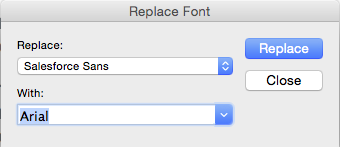 Replace Font
Replace:
Salesforce Sans
Replace
With:
Close
Arial